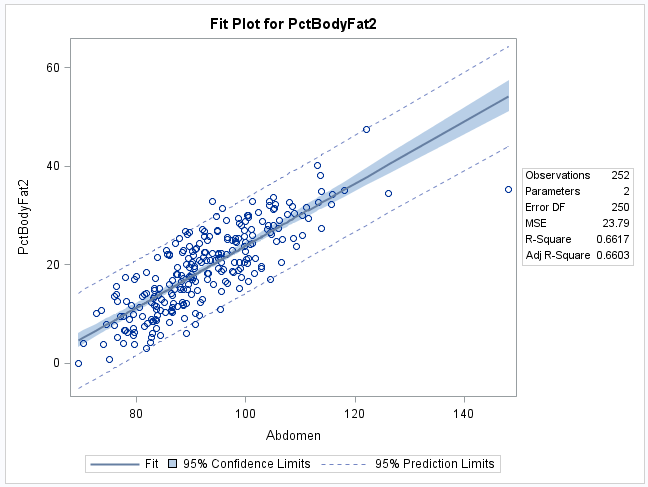 Fit Plot for PctBodyFat2
60
40
20
0
PctBodyFat2
80 100 120 140
Abdomen
Observations 252
Parameters 2
Error DF 250
MSE 23.79
R-Square 0.6617
Adj R-Square 0.6603
Fit 95% Confidence Limits 95% Prediction Limits